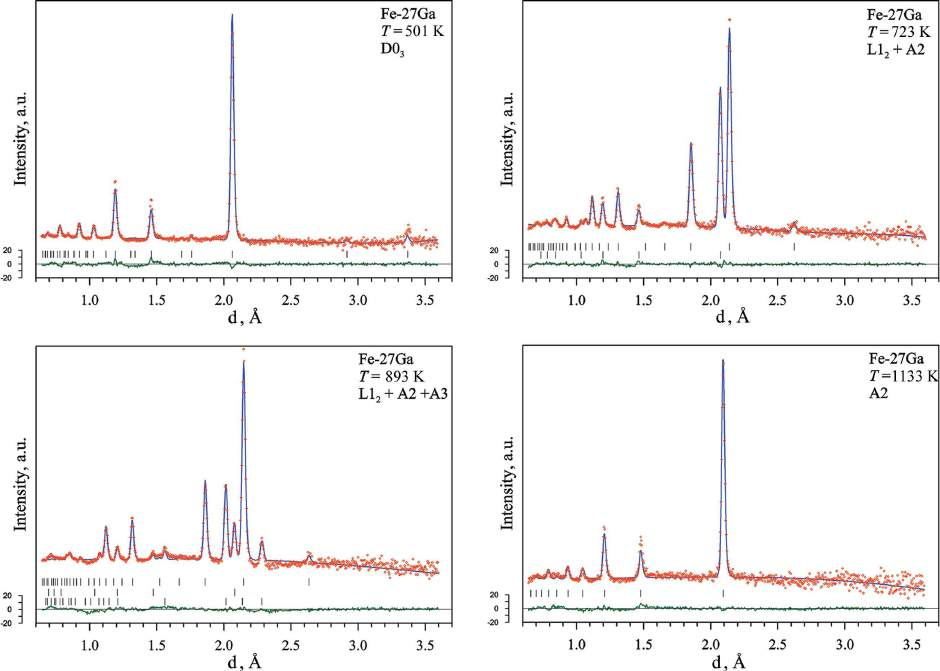 Fe-27Ga
T = 501 K
D0₃
Intensity, a.u.
20
0
-20
1.0 1.5 2.0 2.5 3.0 3.5
d, Å
Fe-27Ga
T = 723 K
L1₂ + A2
Intensity, a.u.
20
0
-20
1.0 1.5 2.0 2.5 3.0 3.5
d, Å
Fe-27Ga
T = 893 K
L1₂ + A2 +A3
Intensity, a.u.
20
0
-20
1.0 1.5 2.0 2.5 3.0 3.5
d, Å
Fe-27Ga
T =1133 K
A2
Intensity, a.u.
20
0
-20
1.0 1.5 2.0 2.5 3.0 3.5
d, Å